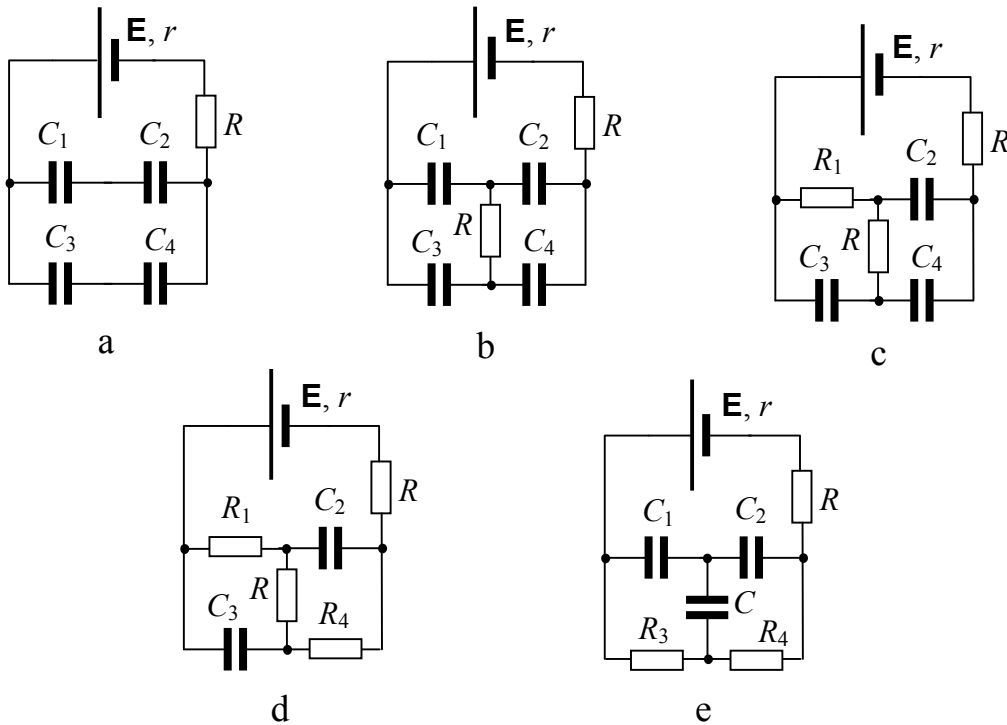 E, r
R
C₁
C₂
C₃
C₄
a
E, r
R
C₁
C₂
R
C₃
C₄
b
E, r
R
R₁
C₂
R
C₃
C₄
c
E, r
R
R₁
C₂
R
C₃
R₄
d
E, r
R
C₁
C₂
C
R₃
R₄
e